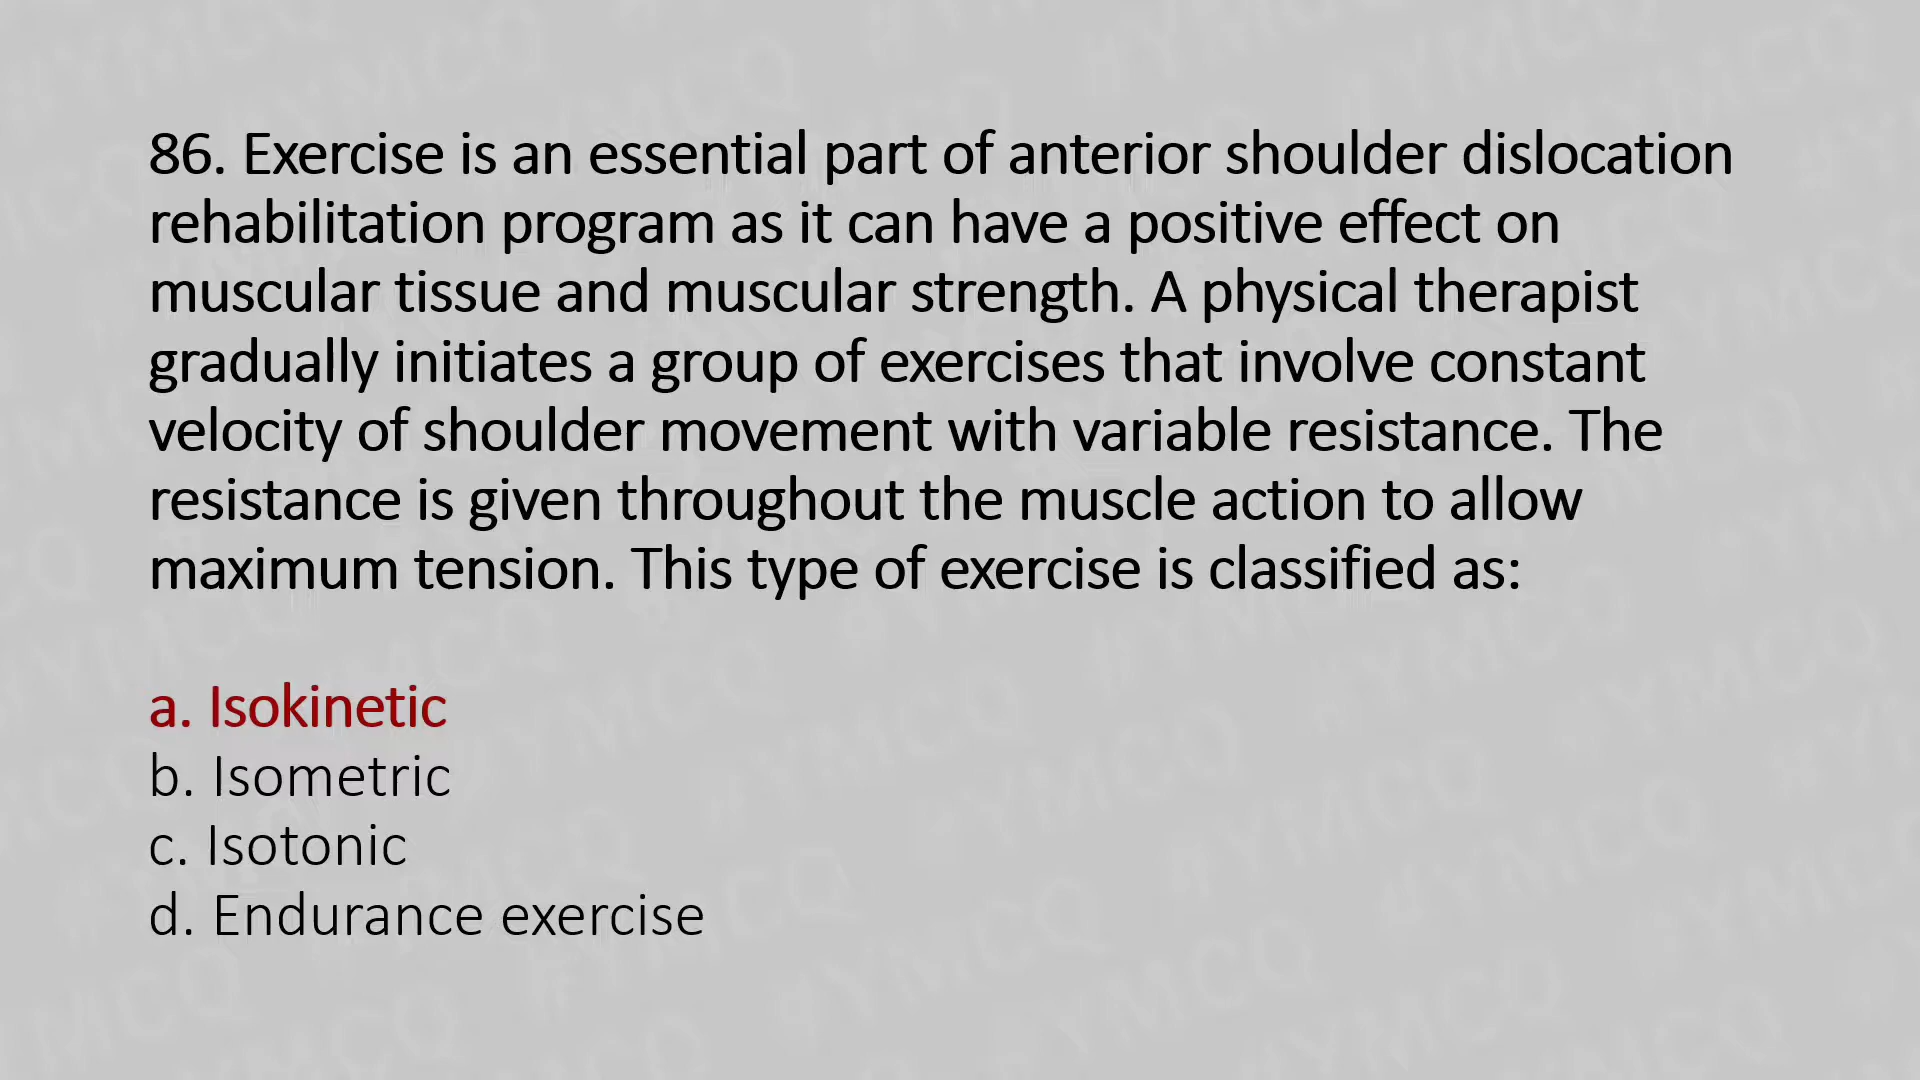 86. Exercise is an essential part of anterior shoulder dislocation
rehabilitation program as it can have a positive effect on
muscular tissue and muscular strength. A physical therapist
gradually initiates a group of exercises that involve constant
velocity of shoulder movement with variable resistance. The
resistance is given throughout the muscle action to allow
maximum tension. This type of exercise is classified as:
a. Isokinetic
b. Isometric
c. Isotonic
d. Endurance exercise